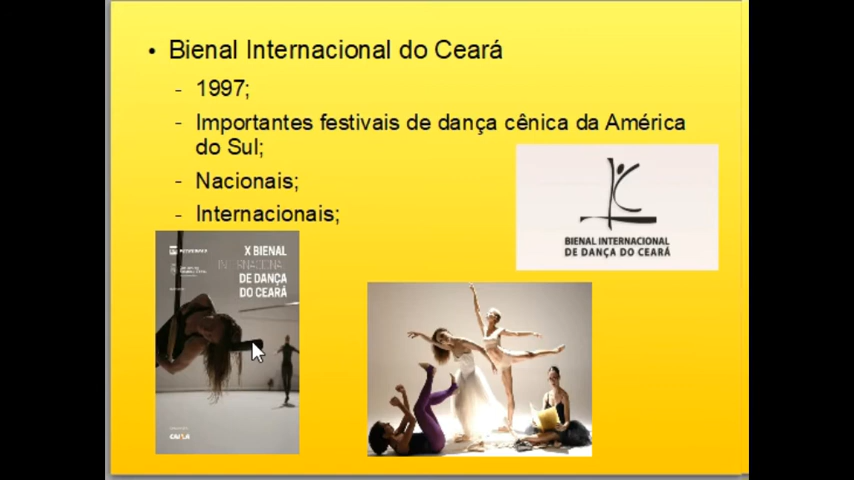 • Bienal Internacional do Ceará
- 1997;
- Importantes festivais de dança cênica da América
do Sul;
- Nacionais;
- Internacionais;
BIENAL INTERNACIONAL
DE DANÇA DO CEARÁ
X BIENAL
INTERNACIONAL
DE DANÇA
DO CEARÁ
CAIXA